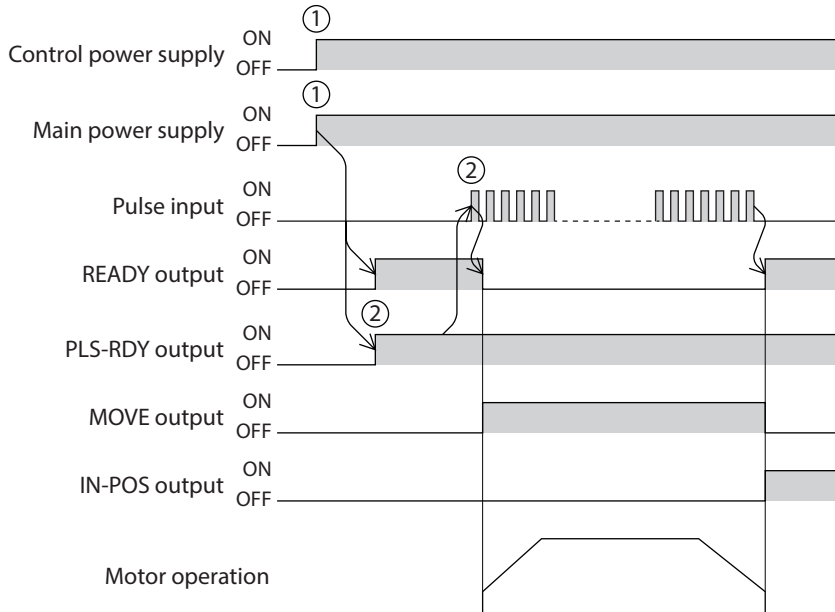 ①
Control power supply ON
OFF
①
Main power supply ON
OFF
②
Pulse input ON
OFF
READY output ON
OFF
②
PLS-RDY output ON
OFF
MOVE output ON
OFF
IN-POS output ON
OFF
Motor operation